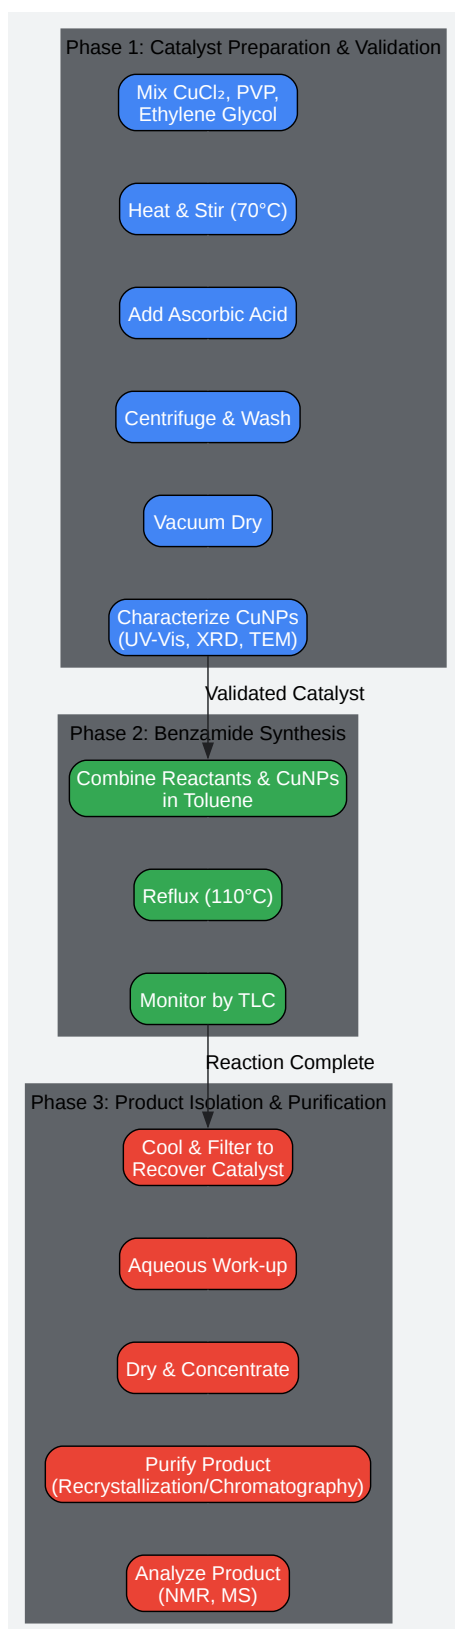 Phase 1: Catalyst Preparation & Validation
Mix CuCl₂, PVP,
Ethylene Glycol
Heat & Stir (70°C)
Add Ascorbic Acid
Centrifuge & Wash
Vacuum Dry
Characterize CuNPs
(UV-Vis, XRD, TEM)
Validated Catalyst
Phase 2: Benzamide Synthesis
Combine Reactants & CuNPs
in Toluene
Reflux (110°C)
Monitor by TLC
Reaction Complete
Phase 3: Product Isolation & Purification
Cool & Filter to
Recover Catalyst
Aqueous Work-up
Dry & Concentrate
Purify Product
(Recrystallization/Chromatography)
Analyze Product
(NMR, MS)